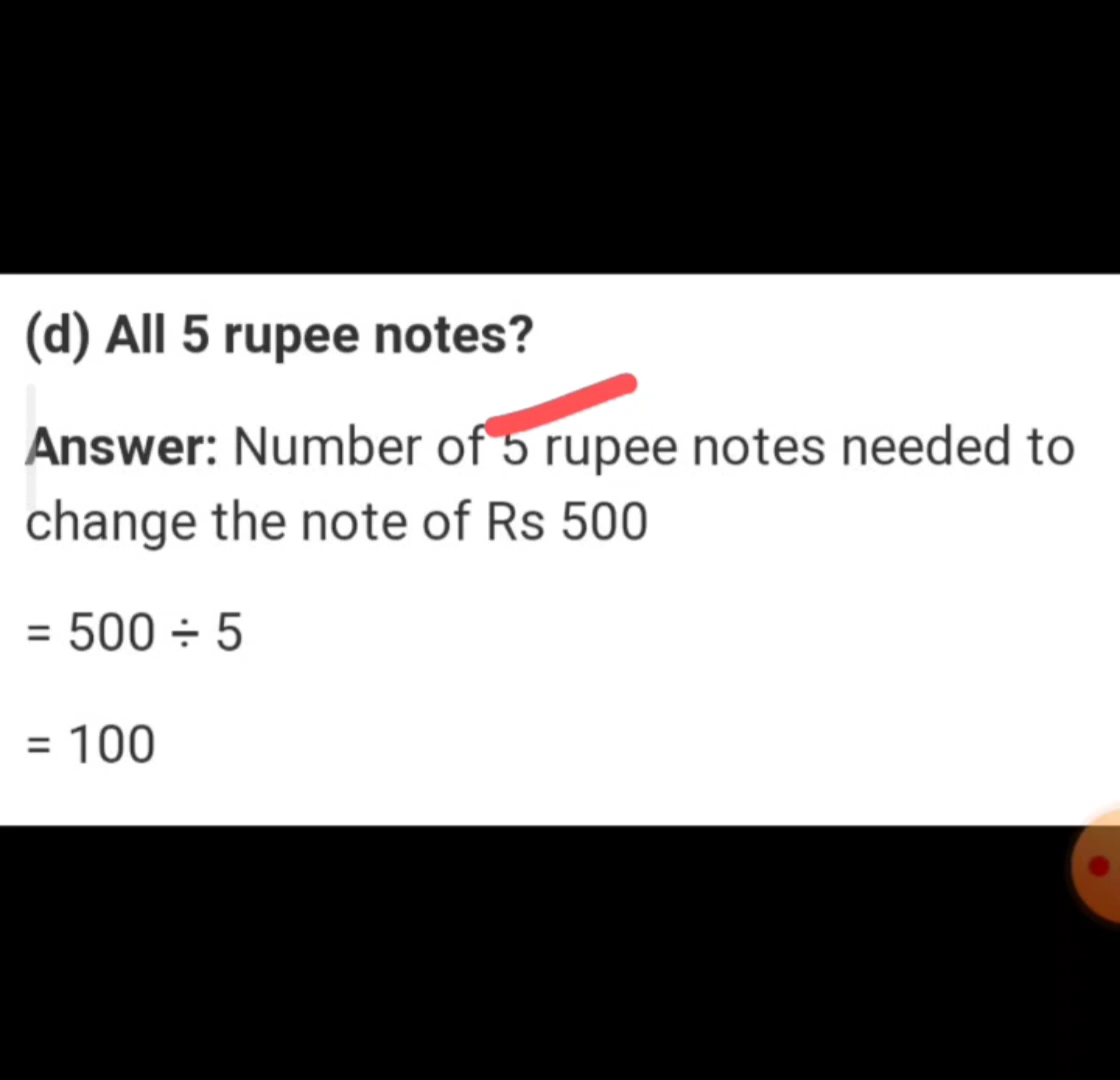 (d) All 5 rupee notes?
Answer: Number of 5 rupee notes needed to
change the note of Rs 500
= 500 ÷ 5
= 100